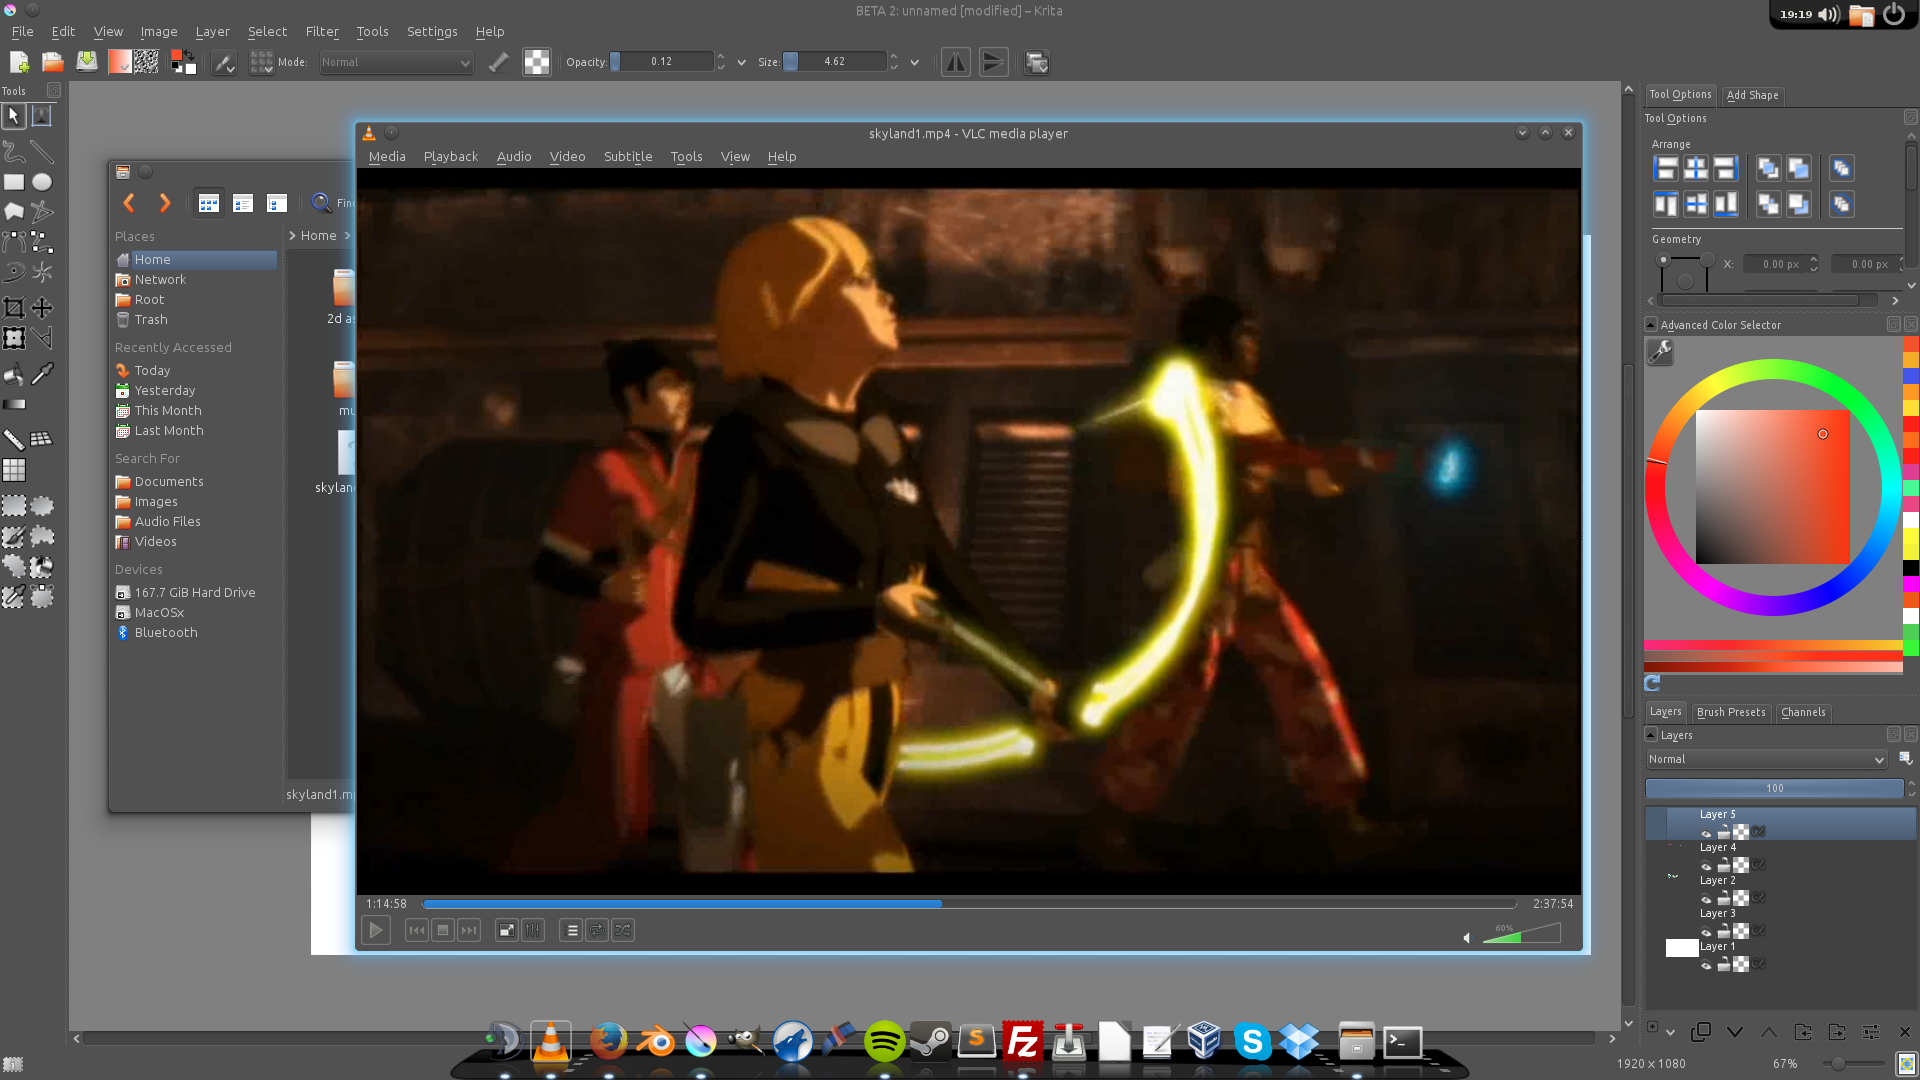 BETA 2: unnamed [modified] – Krita
19:19
File Edit View Image Layer Select Filter Tools Settings Help
Mode: Normal Opacity: 0.12 Size: 4.62
Tools
Tool Options Add Shape
Tool Options
Arrange
Geometry
X: 0.00 px 0.00 px
skyland1.mp4 - VLC media player
Media Playback Audio Video Subtitle Tools View Help
Places
Home
Network
Root
Trash
Recently Accessed
Today
Yesterday
This Month
Last Month
Search For
Documents
Images
Audio Files
Videos
Devices
167.7 GiB Hard Drive
MacOSx
Bluetooth
> Home >
2d as
mu
skylan
skyland1.m
1:14:58 2:37:54
60%
Advanced Color Selector
Layers Brush Presets Channels
Layers
Normal
100
Layer 5
Layer 4
Layer 2
Layer 3
Layer 1
1920 x 1080 67%